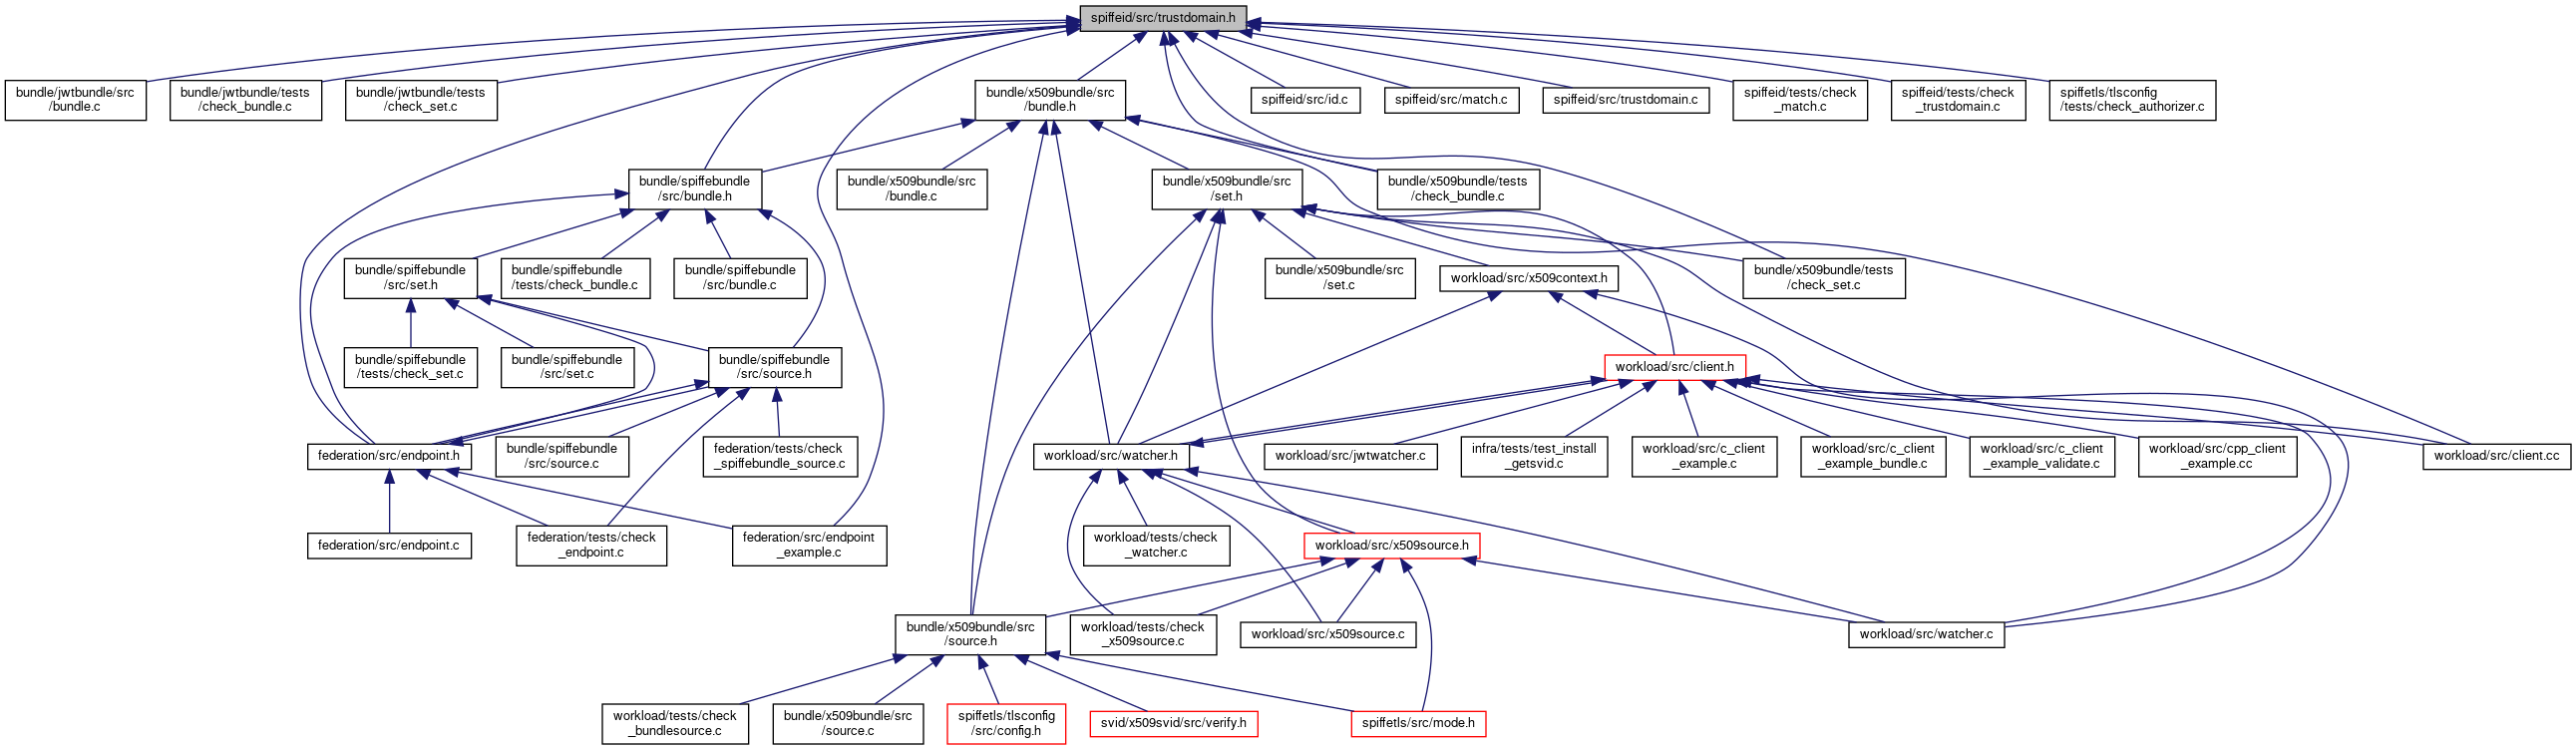 spiffeid/src/trustdomain.h
bundle/jwtbundle/src
/bundle.c
bundle/jwtbundle/tests
/check_bundle.c
bundle/jwtbundle/tests
/check_set.c
bundle/x509bundle/src
/bundle.h
spiffeid/src/id.c
spiffeid/src/match.c
spiffeid/src/trustdomain.c
spiffeid/tests/check
_match.c
spiffeid/tests/check
_trustdomain.c
spiffetls/tlsconfig
/tests/check_authorizer.c
bundle/spiffebundle
/src/bundle.h
bundle/x509bundle/src
/bundle.c
bundle/x509bundle/src
/set.h
bundle/x509bundle/tests
/check_bundle.c
bundle/spiffebundle
/src/set.h
bundle/spiffebundle
/tests/check_bundle.c
bundle/spiffebundle
/src/bundle.c
bundle/x509bundle/src
/set.c
workload/src/x509context.h
bundle/x509bundle/tests
/check_set.c
bundle/spiffebundle
/tests/check_set.c
bundle/spiffebundle
/src/set.c
bundle/spiffebundle
/src/source.h
workload/src/client.h
federation/src/endpoint.h
bundle/spiffebundle
/src/source.c
federation/tests/check
_spiffebundle_source.c
workload/src/watcher.h
workload/src/jwtwatcher.c
infra/tests/test_install
_getsvid.c
workload/src/c_client
_example.c
workload/src/c_client
_example_bundle.c
workload/src/c_client
_example_validate.c
workload/src/cpp_client
_example.cc
workload/src/client.cc
federation/src/endpoint.c
federation/tests/check
_endpoint.c
federation/src/endpoint
_example.c
workload/tests/check
_watcher.c
workload/src/x509source.h
bundle/x509bundle/src
/source.h
workload/tests/check
_x509source.c
workload/src/x509source.c
workload/src/watcher.c
workload/tests/check
_bundlesource.c
bundle/x509bundle/src
/source.c
spiffetls/tlsconfig
/src/config.h
svid/x509svid/src/verify.h
spiffetls/src/mode.h